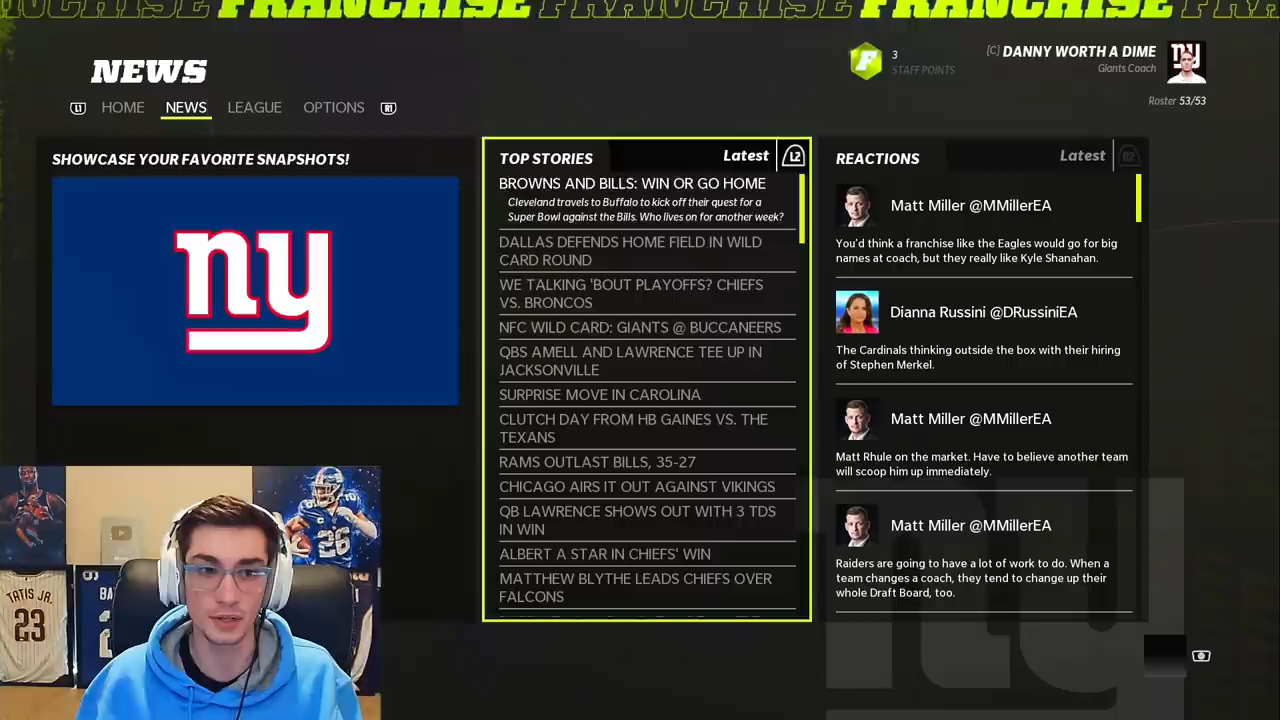 FRANCHISE FRANCHISE FRANCHISE FRANCHISE
NEWS
3
STAFF POINTS
[C] DANNY WORTH A DIME
Giants Coach
ny
Roster 53/53
L1 HOME NEWS LEAGUE OPTIONS R1
SHOWCASE YOUR FAVORITE SNAPSHOTS!
ny
TOP STORIES
Latest
L2
BROWNS AND BILLS: WIN OR GO HOME
Cleveland travels to Buffalo to kick off their quest for a
Super Bowl against the Bills. Who lives on for another week?
DALLAS DEFENDS HOME FIELD IN WILD
CARD ROUND
WE TALKING 'BOUT PLAYOFFS? CHIEFS
VS. BRONCOS
NFC WILD CARD: GIANTS @ BUCCANEERS
QBS AMELL AND LAWRENCE TEE UP IN
JACKSONVILLE
SURPRISE MOVE IN CAROLINA
CLUTCH DAY FROM HB GAINES VS. THE
TEXANS
RAMS OUTLAST BILLS, 35-27
CHICAGO AIRS IT OUT AGAINST VIKINGS
QB LAWRENCE SHOWS OUT WITH 3 TDS
IN WIN
ALBERT A STAR IN CHIEFS' WIN
MATTHEW BLYTHE LEADS CHIEFS OVER
FALCONS
REACTIONS
Latest
R2
Matt Miller @MMillerEA
You'd think a franchise like the Eagles would go for big
names at coach, but they really like Kyle Shanahan.
Dianna Russini @DRussiniEA
The Cardinals thinking outside the box with their hiring
of Stephen Merkel.
Matt Miller @MMillerEA
Matt Rhule on the market. Have to believe another team
will scoop him up immediately.
Matt Miller @MMillerEA
Raiders are going to have a lot of work to do. When a
team changes a coach, they tend to change up their
whole Draft Board, too.
TATIS JR.
23
BA
26
ny